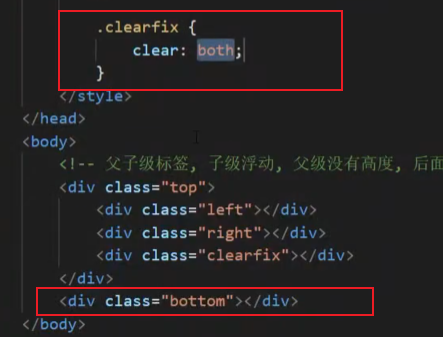 .clearfix {
clear: both;
}
</style>
</head>
<body>
<!-- 父子级标签, 子级浮动, 父级没有高度, 后面
<div class="top">
<div class="left"></div>
<div class="right"></div>
<div class="clearfix"></div>
</div>
<div class="bottom"></div>
</body>